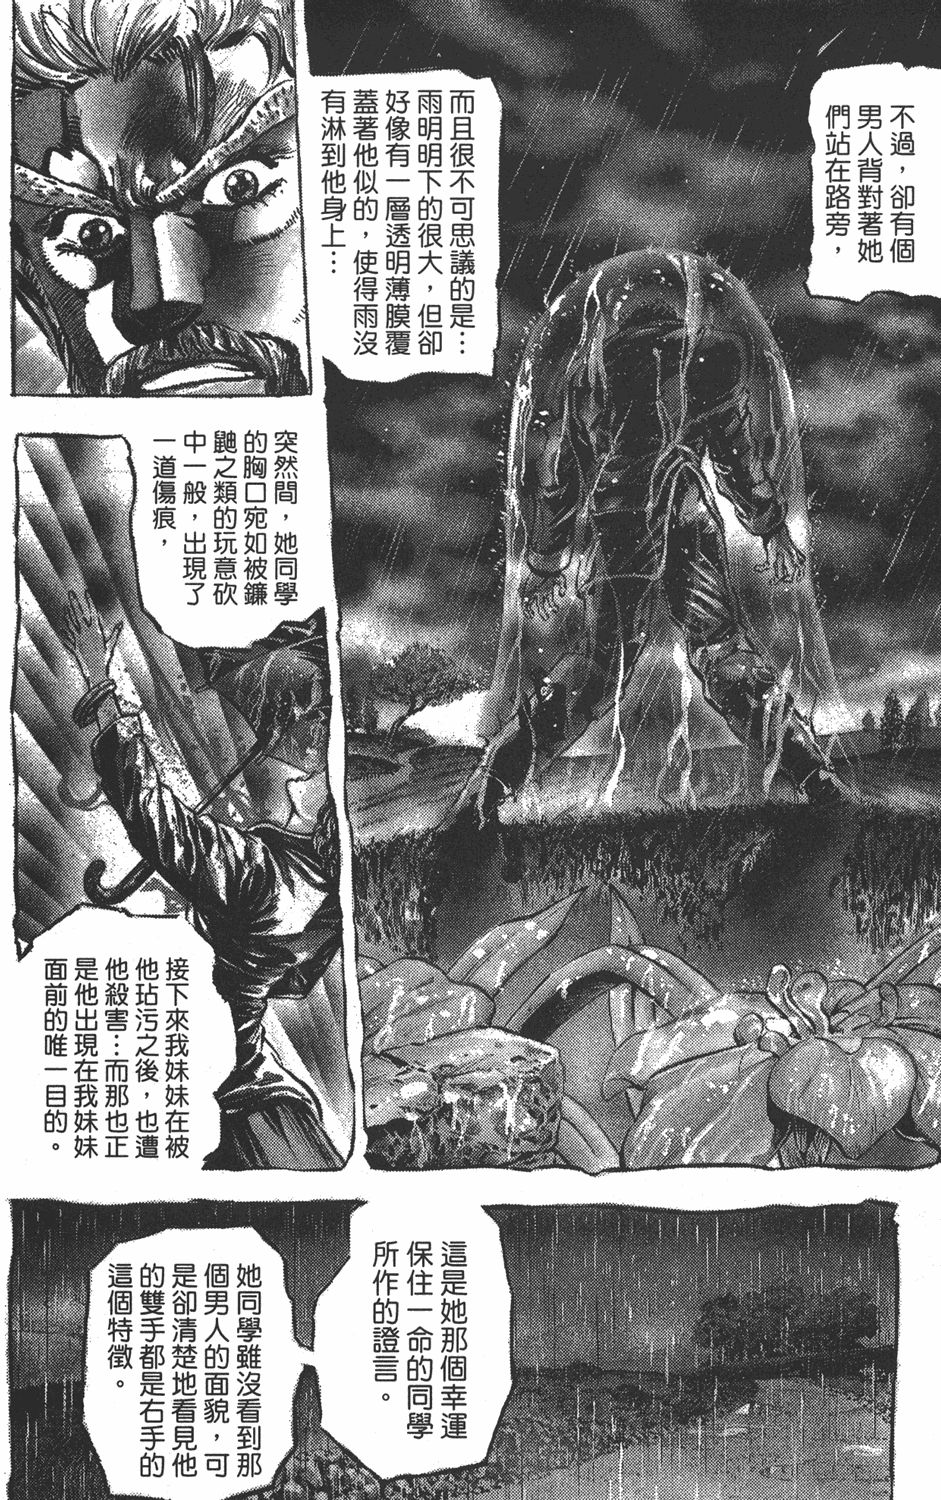 不過，卻有個
男人背對著她
們站在路旁，
而且很不可思議的是…
雨明明下的很大，但卻
好像有一層透明薄膜覆
蓋著他似的，使得雨沒
有淋到他身上…
突然間，她同學
的胸口宛如被鐮
鼬之類的玩意砍
中一般，出現了
一道傷痕，
接下來我妹妹在被
他玷污之後，也遭
他殺害…而那也正
是他出現在我妹妹
面前的唯一目的。
這是她那個幸運
保住一命的同學
所作的證言。
她同學雖沒看到那
個男人的面貌，可
是卻清楚地看見他
的雙手都是右手的
這個特徵。